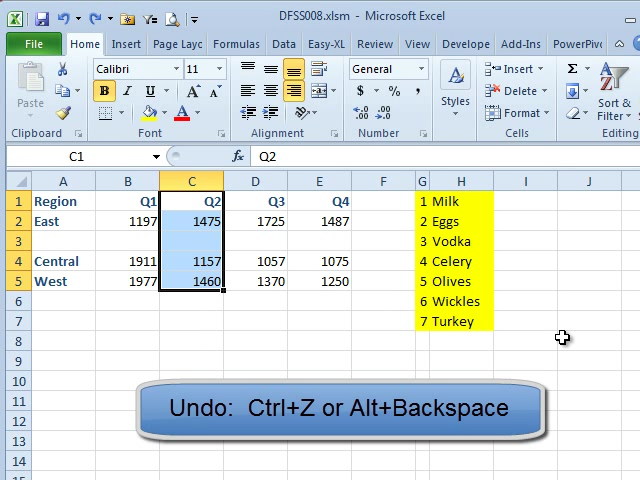 DFSS008.xlsm - Microsoft Excel
File Home Insert Page Layc Formulas Data Easy-XL Review View Develope Add-Ins PowerPivc
Paste
Clipboard
Calibri 11
B I U
A A
Font
Alignment
General
$ % ,
Number
Styles
Insert
Delete
Format
Cells
Σ
Sort & Filter
Editing
C1 fx Q2
A B C D E F G H I J
1 Region Q1 Q2 Q3 Q4 1 Milk
2 East 1197 1475 1725 1487 2 Eggs
3 3 Vodka
4 Central 1911 1157 1057 1075 4 Celery
5 West 1977 1460 1370 1250 5 Olives
6 6 Wickles
7 7 Turkey
8
9
10
11
12
13
14
Undo: Ctrl+Z or Alt+Backspace